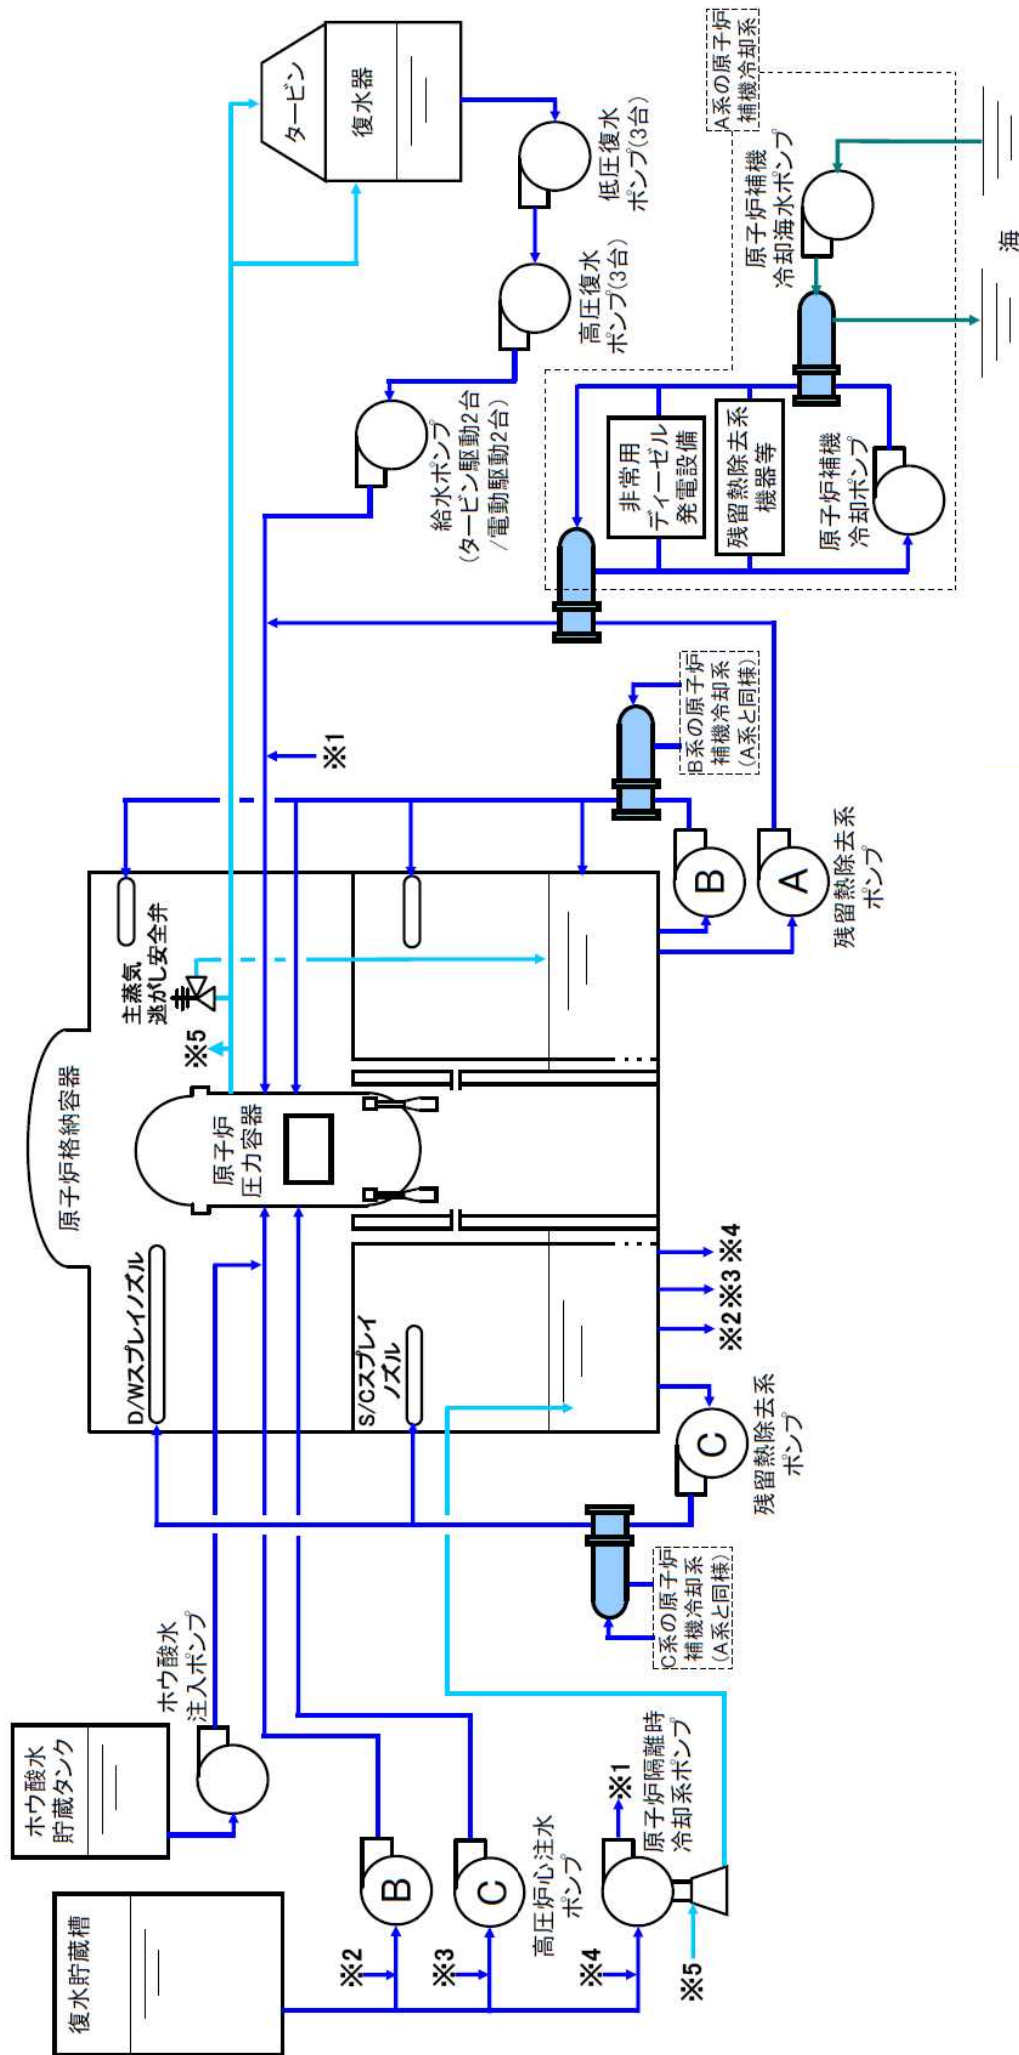 復水貯蔵槽
ホウ酸水
貯蔵タンク
ホウ酸水
注入ポンプ
※2
B
※3
C
高圧炉心注水
ポンプ
※4
※5
※1
原子炉隔離時
冷却系ポンプ
C系の原子炉
補機冷却系
(A系と同様)
C
残留熱除去系
ポンプ
原子炉格納容器
D/Wスプレイノズル
S/Cスプレイ
ノズル
原子炉
圧力容器
※5
主蒸気
逃がし安全弁
※2※3 ※4
※1
B
A
残留熱除去系
ポンプ
B系の原子炉
補機冷却系
(A系と同様)
タービン
復水器
低圧復水
ポンプ(3台)
高圧復水
ポンプ(3台)
給水ポンプ
(タービン駆動2台
/電動駆動2台)
A系の原子炉
補機冷却系
非常用
ディーゼル
発電設備
残留熱除去系
機器等
原子炉補機
冷却ポンプ
原子炉補機
冷却海水ポンプ
海